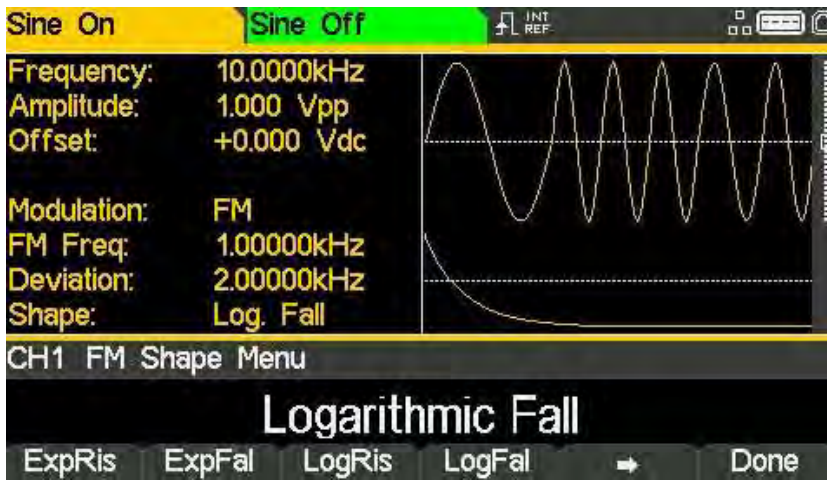 Sine On Sine Off INT
REF
Frequency: 10.0000kHz
Amplitude: 1.000 Vpp
Offset: +0.000 Vdc
Modulation: FM
FM Freq: 1.00000kHz
Deviation: 2.00000kHz
Shape: Log. Fall
CH1 FM Shape Menu
Logarithmic Fall
ExpRis ExpFal LogRis LogFal Done